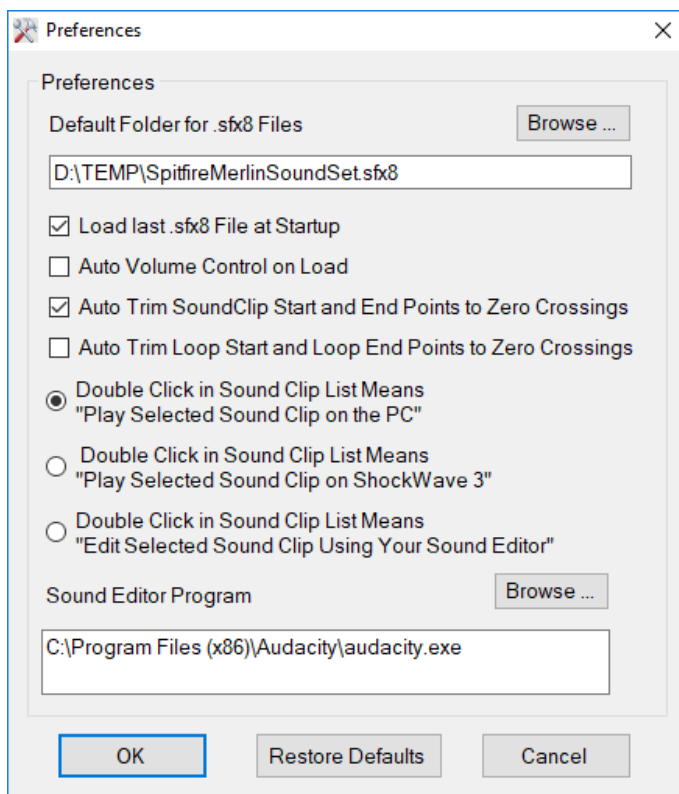 Preferences
Preferences
Default Folder for .sfx8 Files
Browse ...
D:\TEMP\SpitfireMerlinSoundSet.sfx8
Load last .sfx8 File at Startup
Auto Volume Control on Load
Auto Trim SoundClip Start and End Points to Zero Crossings
Auto Trim Loop Start and Loop End Points to Zero Crossings
Double Click in Sound Clip List Means
"Play Selected Sound Clip on the PC"
Double Click in Sound Clip List Means
"Play Selected Sound Clip on ShockWave 3"
Double Click in Sound Clip List Means
"Edit Selected Sound Clip Using Your Sound Editor"
Sound Editor Program
Browse ...
C:\Program Files (x86)\Audacity\audacity.exe
OK
Restore Defaults
Cancel